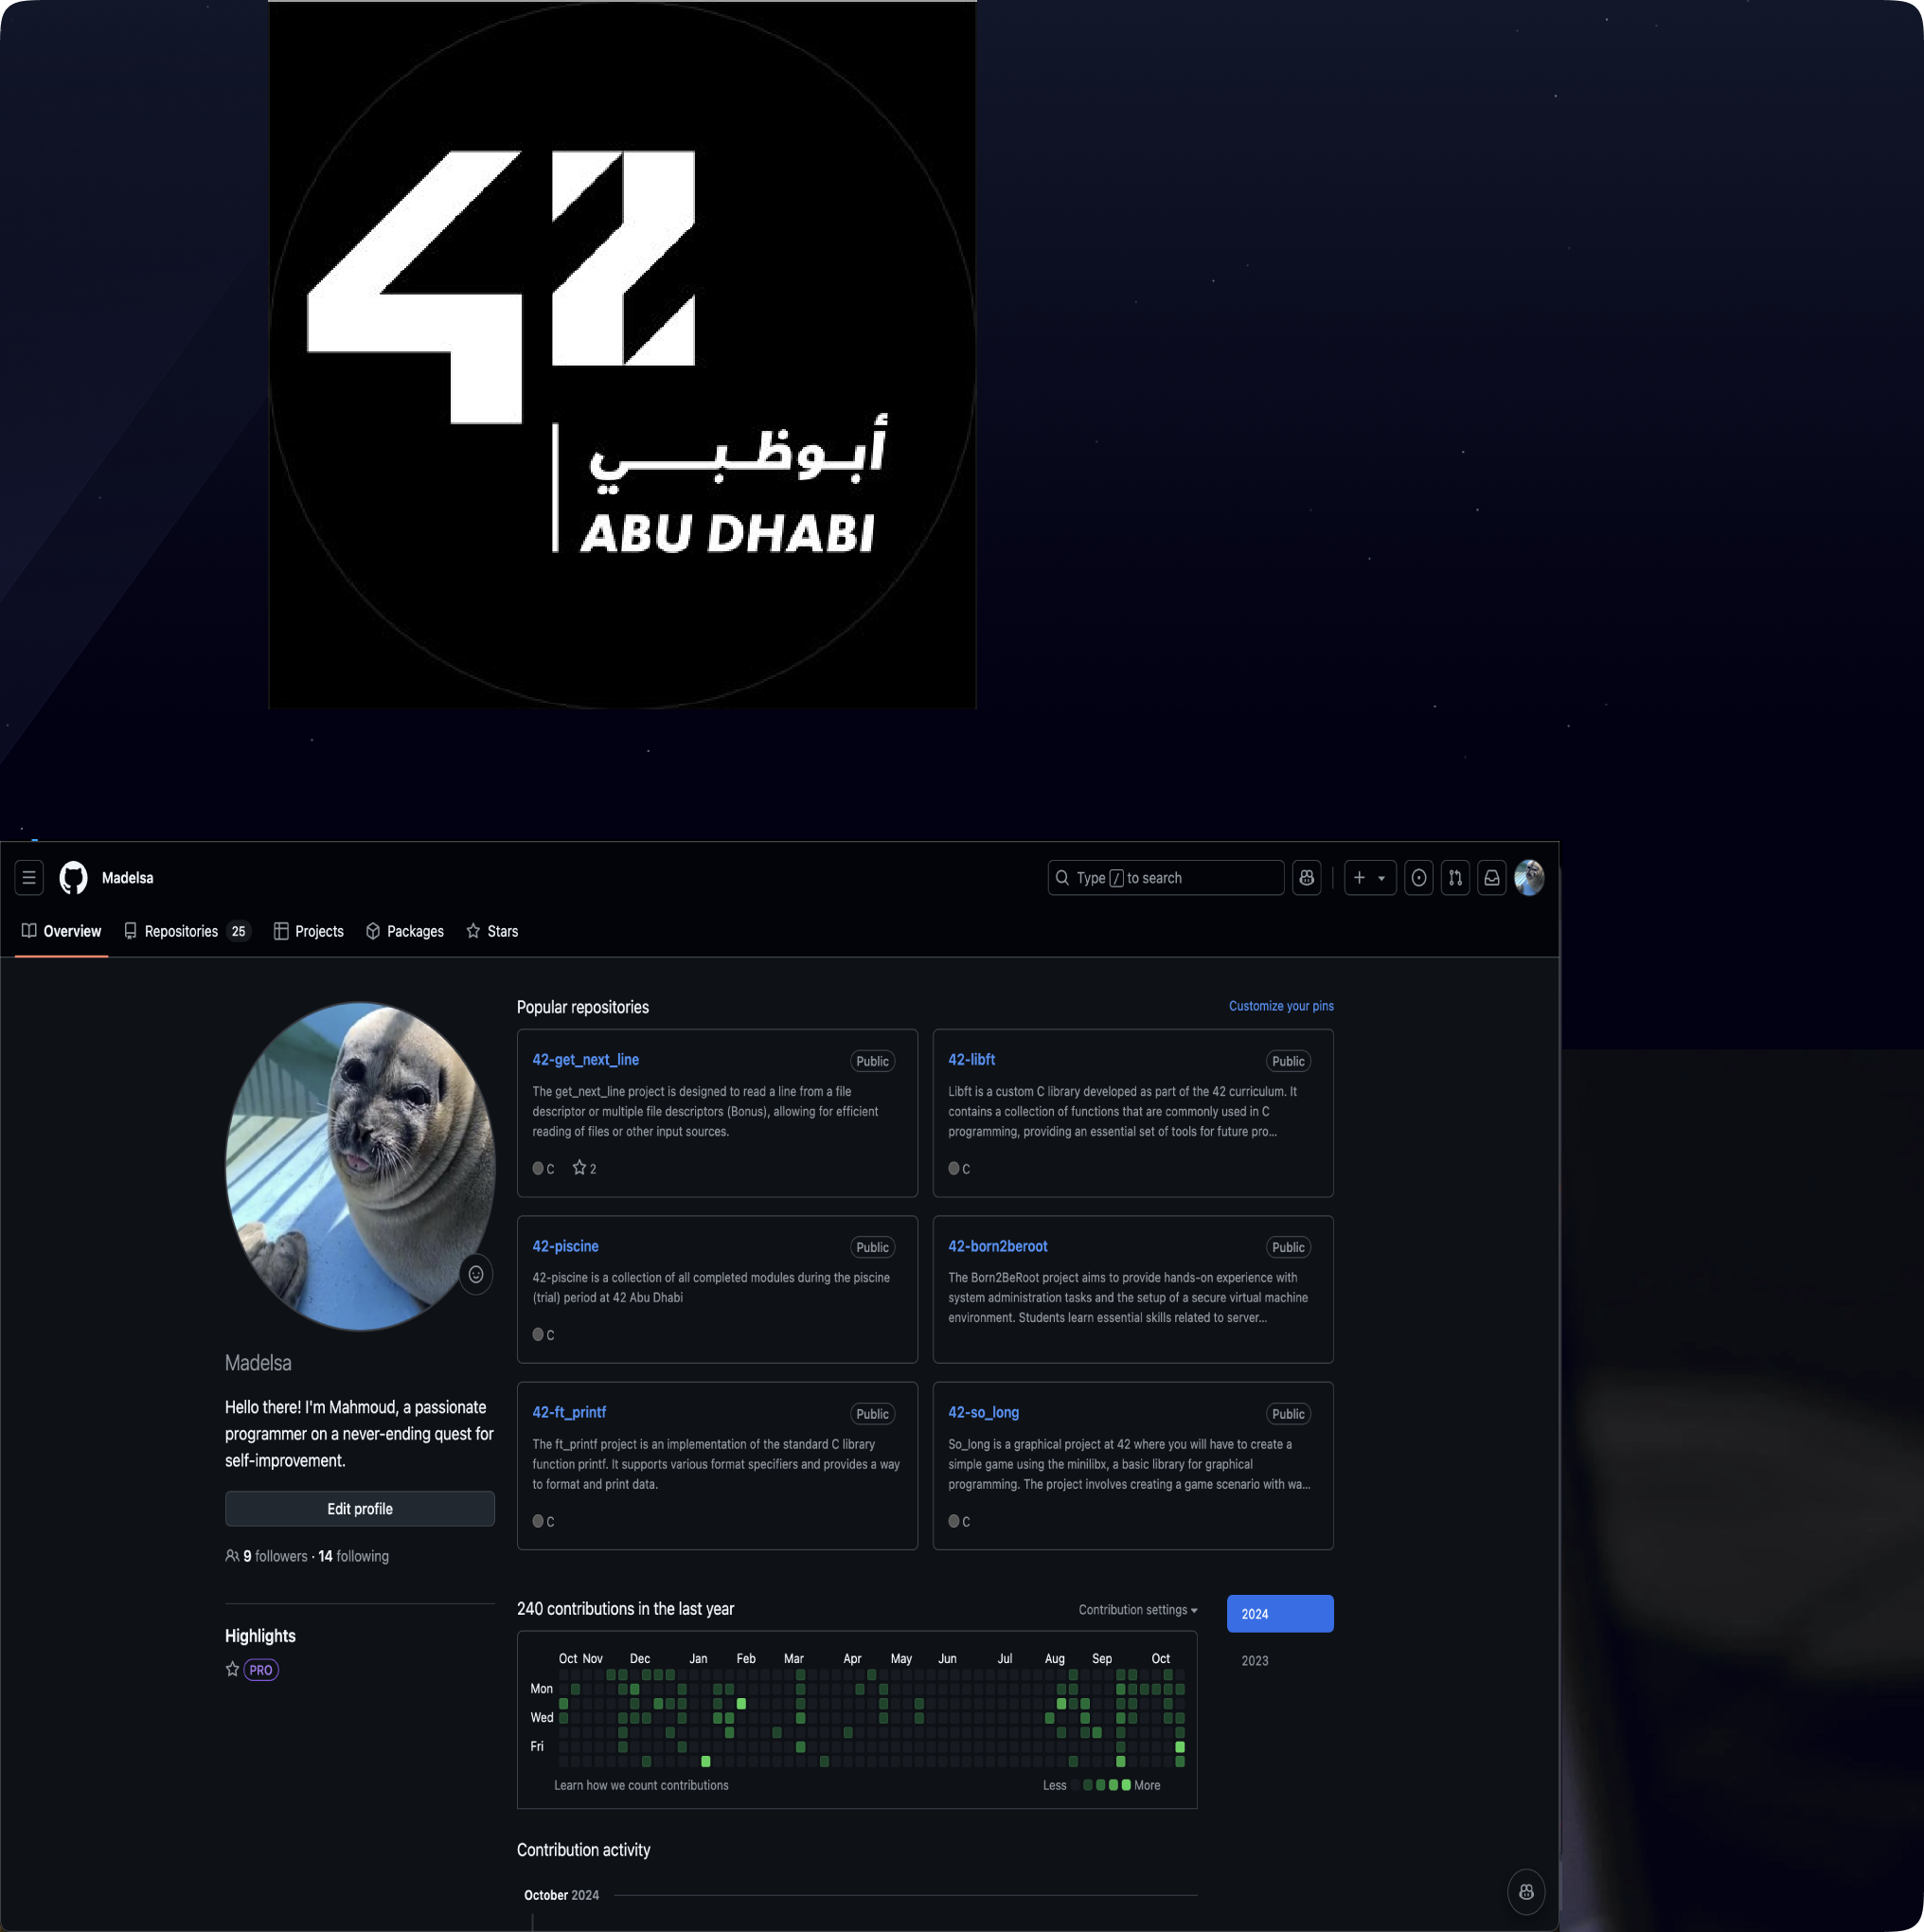 42
أبوظبي
ABU DHABI
Madelsa
Type / to search
Overview
Repositories 25
Projects
Packages
Stars
Popular repositories
Customize your pins
42-get_next_line
Public
The get_next_line project is designed to read a line from a file
descriptor or multiple file descriptors (Bonus), allowing for efficient
reading of files or other input sources.
C
2
42-libft
Public
Libft is a custom C library developed as part of the 42 curriculum. It
contains a collection of functions that are commonly used in C
programming, providing an essential set of tools for future pro...
C
42-piscine
Public
42-piscine is a collection of all completed modules during the piscine
(trial) period at 42 Abu Dhabi
C
42-born2beroot
Public
The Born2BeRoot project aims to provide hands-on experience with
system administration tasks and the setup of a secure virtual machine
environment. Students learn essential skills related to server...
42-ft_printf
Public
The ft_printf project is an implementation of the standard C library
function printf. It supports various format specifiers and provides a way
to format and print data.
C
42-so_long
Public
So_long is a graphical project at 42 where you will have to create a
simple game using the minilibx, a basic library for graphical
programming. The project involves creating a game scenario with wa...
C
Madelsa
Hello there! I'm Mahmoud, a passionate
programmer on a never-ending quest for
self-improvement.
Edit profile
9 followers · 14 following
Highlights
PRO
240 contributions in the last year
Contribution settings
2024
2023
Oct Nov Dec Jan Feb Mar Apr May Jun Jul Aug Sep Oct
Mon
Wed
Fri
Learn how we count contributions
Less More
Contribution activity
October 2024